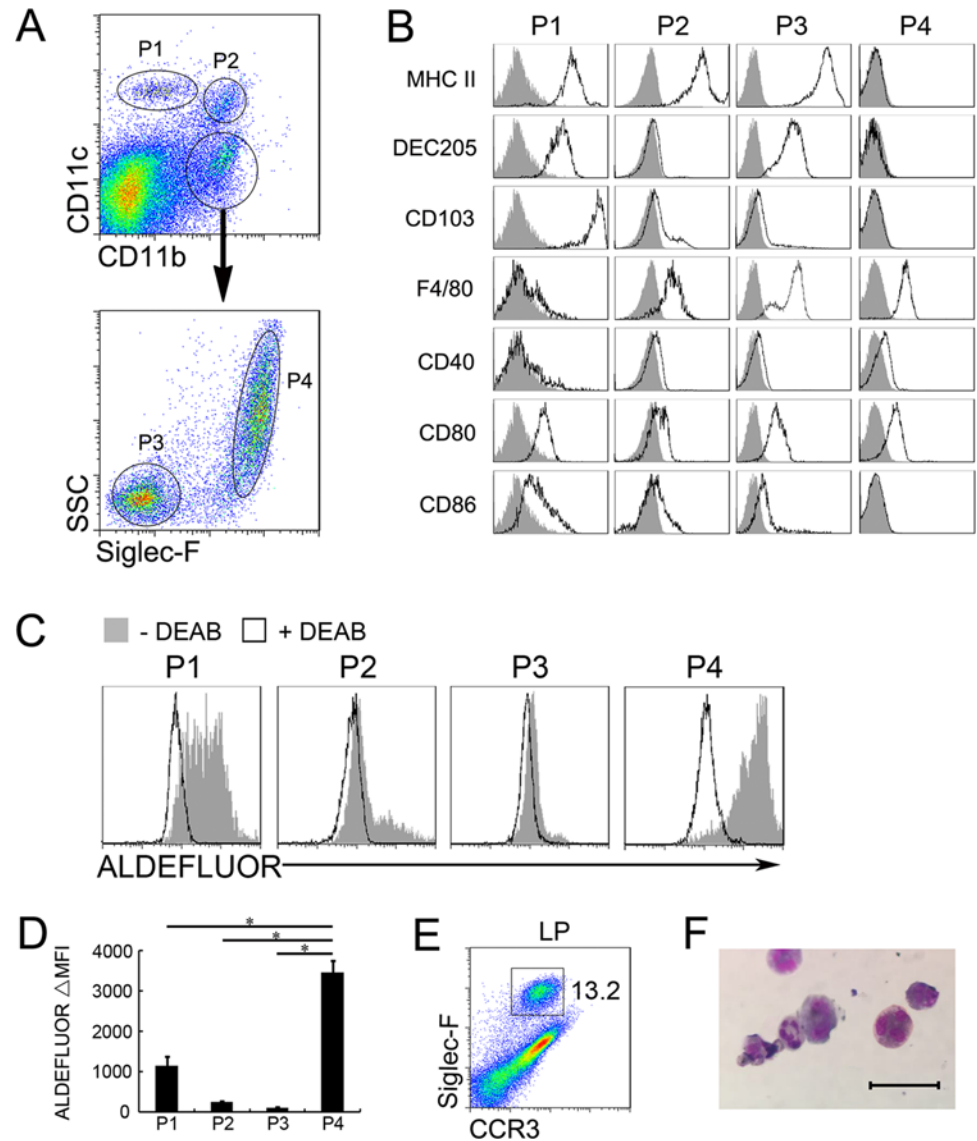 A
P1
P2
CD11c
CD11b
P3
P4
SSC
Siglec-F
B
P1 P2 P3 P4
MHC II
DEC205
CD103
F4/80
CD40
CD80
CD86
C
- DEAB + DEAB
P1 P2 P3 P4
ALDEFLUOR
D
ALDEFLUOR △MFI
4000
3000
2000
1000
0
P1 P2 P3 P4
* 
*
*
E
LP
13.2
Siglec-F
CCR3
F